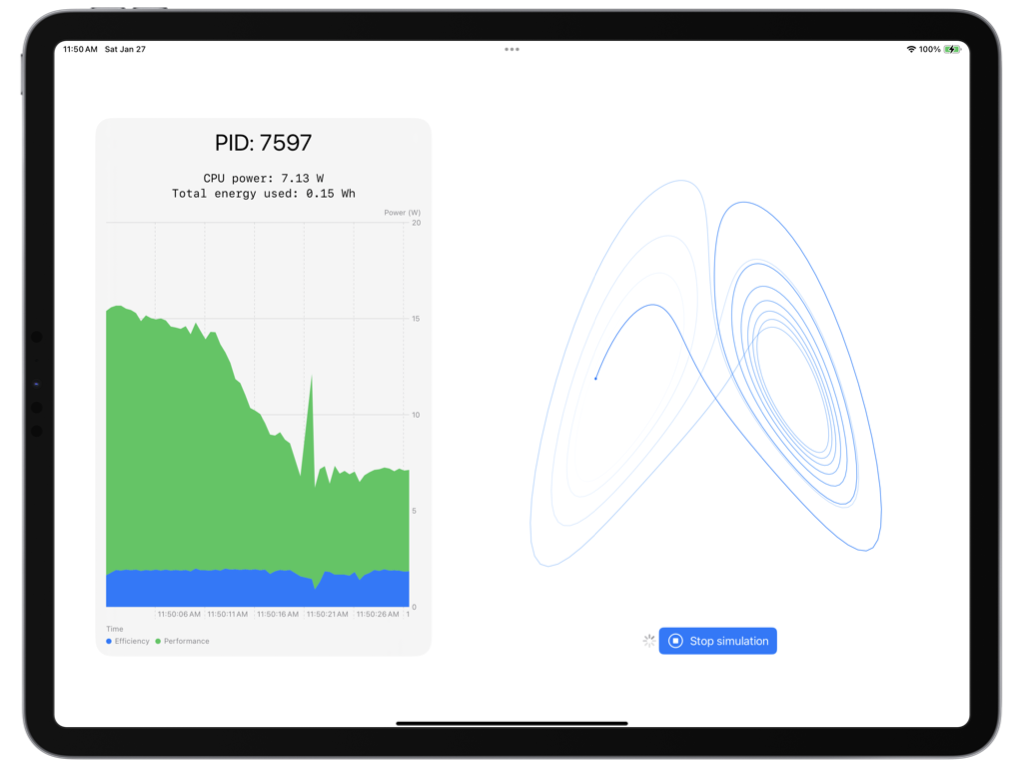 11:50 AM Sat Jan 27
100%
PID: 7597
CPU power: 7.13 W
Total energy used: 0.15 Wh
Power (W)
20
15
10
5
0
11:50:06 AM 11:50:11 AM 11:50:16 AM 11:50:21 AM 11:50:26 AM 1
Time
Efficiency Performance
Stop simulation